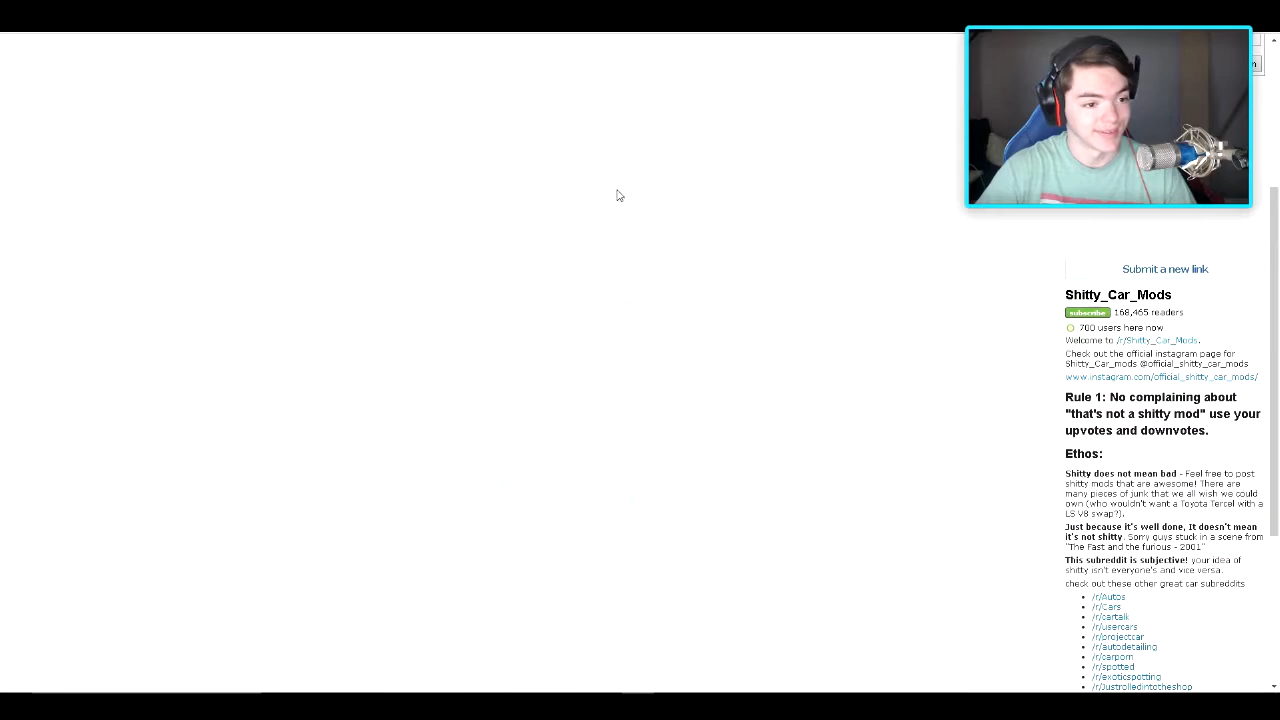 Submit a new link
Shitty_Car_Mods
subscribe 168,465 readers
700 users here now
Welcome to /r/Shitty_Car_Mods.
Check out the official instagram page for
Shitty_Car_mods @official_shitty_car_mods
www.instagram.com/official_shitty_car_mods/
Rule 1: No complaining about
"that's not a shitty mod" use your
upvotes and downvotes.
Ethos:
Shitty does not mean bad - Feel free to post
shitty mods that are awesome! There are
many pieces of junk that we all wish we could
own (who wouldn't want a Toyota Tercel with a
LS V8 swap?).
Just because it's well done, It doesn't mean
it's not shitty. Sorry guys stuck in a scene from
"The Fast and the furious - 2001"
This subreddit is subjective! your idea of
shitty isn't everyone's and vice versa.
check out these other great car subreddits
/r/Autos
/r/Cars
/r/cartalk
/r/usercars
/r/projectcar
/r/autodetailing
/r/carporn
/r/spotted
/r/exoticspotting
/r/Justrolledintotheshop